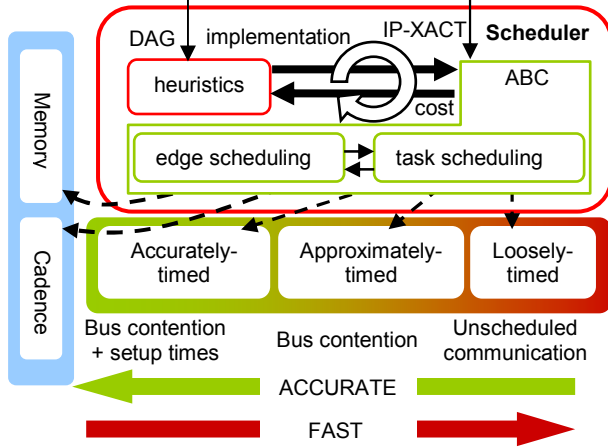 DAG implementation IP-XACT Scheduler
heuristics
ABC
cost
Memory
edge scheduling
task scheduling
Cadence
Accurately-
timed
Approximately-
timed
Loosely-
timed
Bus contention
+ setup times
Bus contention
Unscheduled
communication
ACCURATE
FAST